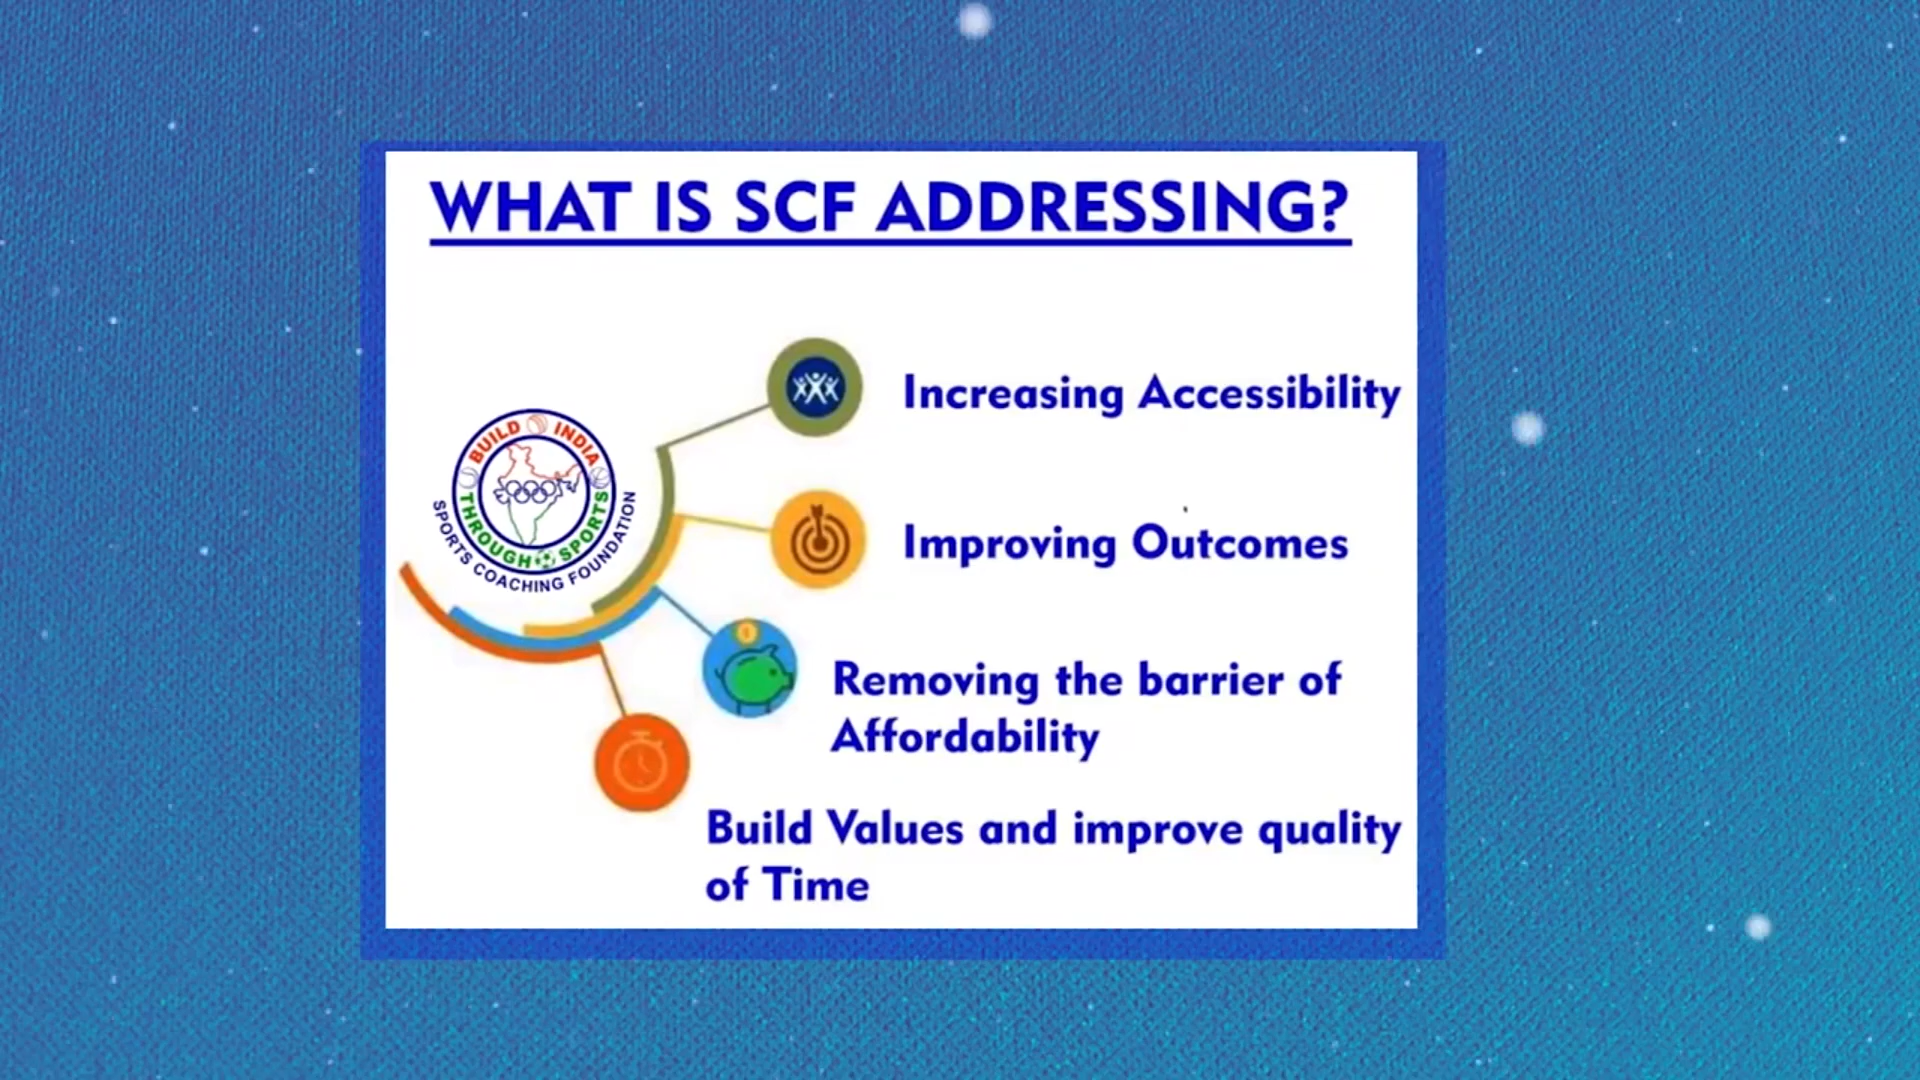 WHAT IS SCF ADDRESSING?
BUILD INDIA
THROUGH SPORTS
SPORTS COACHING FOUNDATION
Increasing Accessibility
Improving Outcomes
Removing the barrier of
Affordability
Build Values and improve quality
of Time